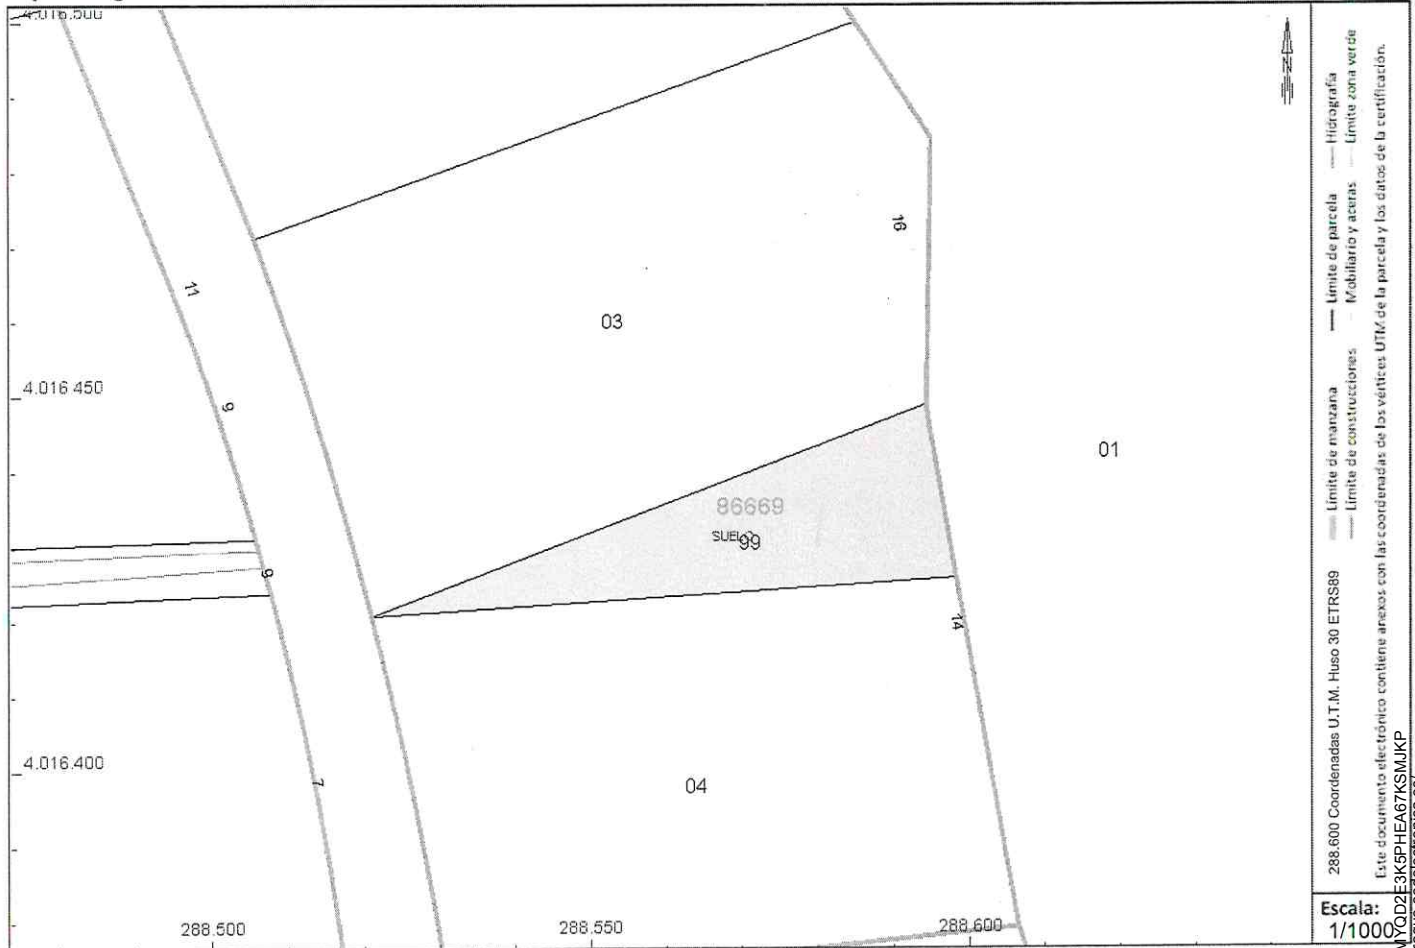 4.016.500
16
11
03
4.016.450
9
01
86669
SUELO
99
9
14
4.016.400
7
04
288.500
288.550
288.600
288.600 Coordenadas U.T.M. Huso 30 ETRS89
Límite de manzana
Límite de parcela
Hidrografía
Límite de construcciones
Mobiliario y aceras
Límite zona verde
Este documento electrónico contiene anexos con las coordenadas de los vértices UTM de la parcela y los datos de la certificación.
Escala:
1/1000
MYQD2E3K5PHEA67KSMJKP